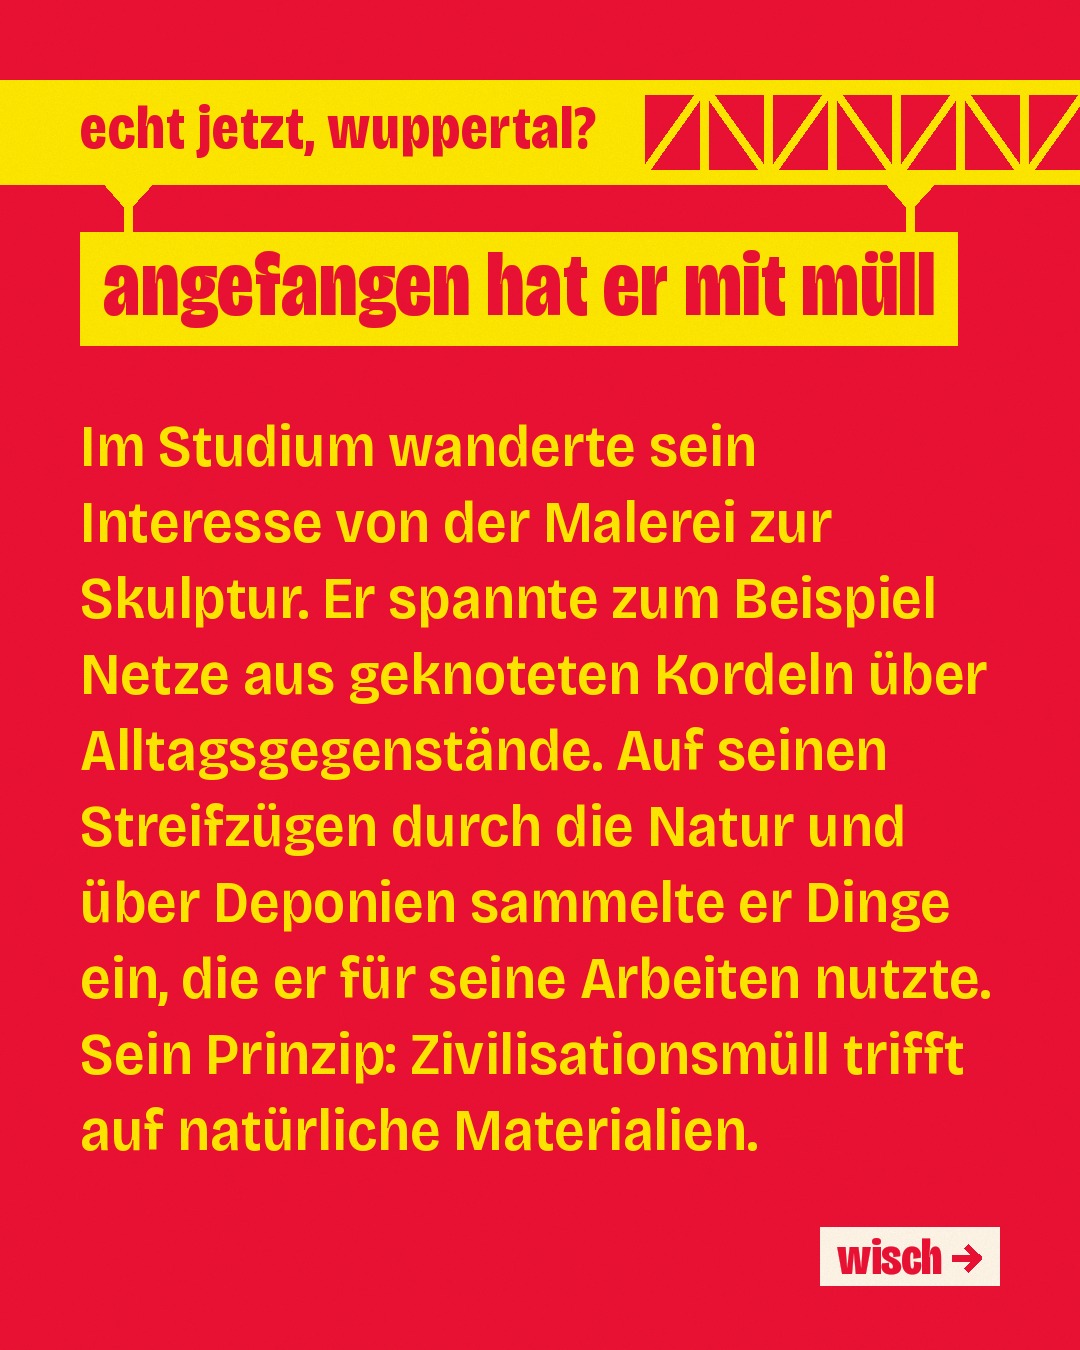 echt jetzt, wuppertal?
angefangen hat er mit müll
Im Studium wanderte sein
Interesse von der Malerei zur
Skulptur. Er spannte zum Beispiel
Netze aus geknoteten Kordeln über
Alltagsgegenstände. Auf seinen
Streifzügen durch die Natur und
über Deponien sammelte er Dinge
ein, die er für seine Arbeiten nutzte.
Sein Prinzip: Zivilisationsmüll trifft
auf natürliche Materialien.
wisch →